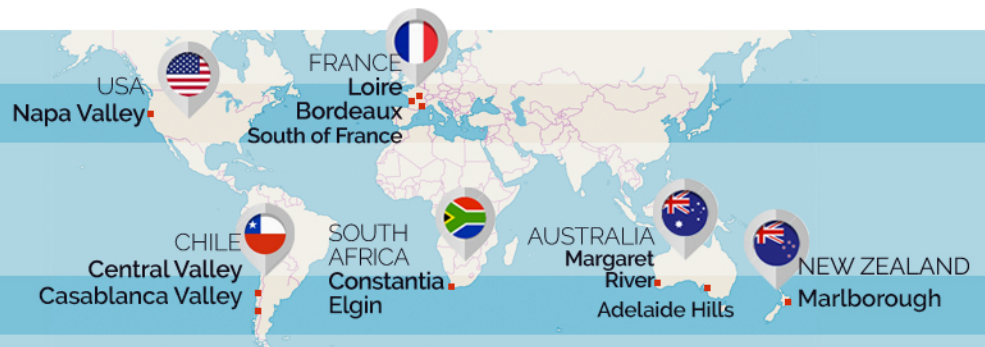 USA
Napa Valley
FRANCE
Loire
Bordeaux
South of France
CHILE
Central Valley
Casablanca Valley
SOUTH
AFRICA
Constantia
Elgin
AUSTRALIA
Margaret
River
Adelaide Hills
NEW ZEALAND
Marlborough